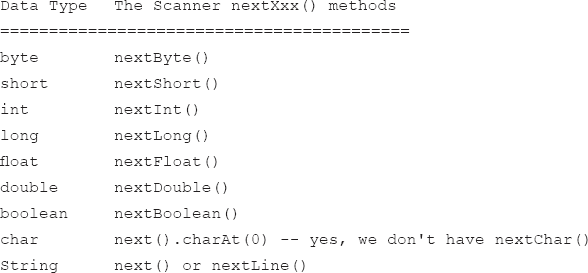 Data Type   The Scanner nextXxx() methods
===========================================
byte        nextByte()
short       nextShort()
int         nextInt()
long        nextLong()
float       nextFloat()
double      nextDouble()
boolean     nextBoolean()
char        next().charAt(0) -- yes, we don't have nextChar()
String      next() or nextLine()